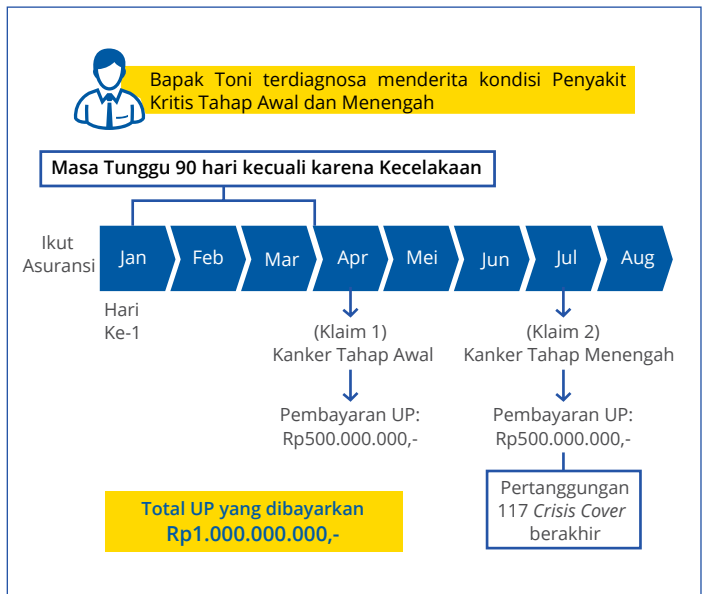 Bapak Toni terdiagnosa menderita kondisi Penyakit
Kritis Tahap Awal dan Menengah
Masa Tunggu 90 hari kecuali karena Kecelakaan
Ikut
Asuransi
Jan
Feb
Mar
Apr
Mei
Jun
Jul
Aug
Hari
Ke-1
(Klaim 1)
Kanker Tahap Awal
Pembayaran UP:
Rp500.000.000,-
(Klaim 2)
Kanker Tahap Menengah
Pembayaran UP:
Rp500.000.000,-
Pertanggungan
117 Crisis Cover
berakhir
Total UP yang dibayarkan
Rp1.000.000.000,-